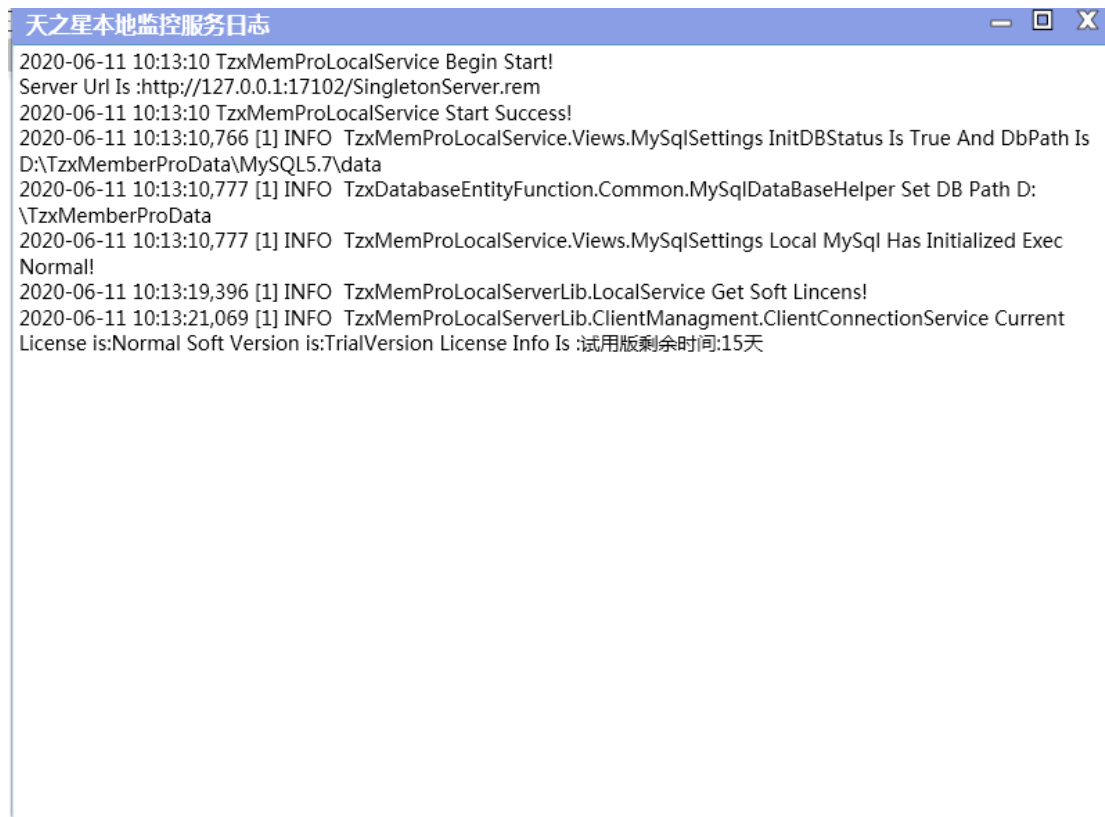 天之星本地监控服务日志
2020-06-11 10:13:10 TzxMemProLocalService Begin Start!
Server Url Is :http://127.0.0.1:17102/SingletonServer.rem
2020-06-11 10:13:10 TzxMemProLocalService Start Success!
2020-06-11 10:13:10,766 [1] INFO  TzxMemProLocalService.Views.MySqlSettings InitDBStatus Is True And DbPath Is
D:\TzxMemberProData\MySQL5.7\data
2020-06-11 10:13:10,777 [1] INFO  TzxDatabaseEntityFunction.Common.MySqlDataBaseHelper Set DB Path D:
\TzxMemberProData
2020-06-11 10:13:10,777 [1] INFO  TzxMemProLocalService.Views.MySqlSettings Local MySql Has Initialized Exec
Normal!
2020-06-11 10:13:19,396 [1] INFO  TzxMemProLocalServerLib.LocalService Get Soft Lincens!
2020-06-11 10:13:21,069 [1] INFO  TzxMemProLocalServerLib.ClientManagment.ClientConnectionService Current
License is:Normal Soft Version is:TrialVersion License Info Is :试用版剩余时间:15天